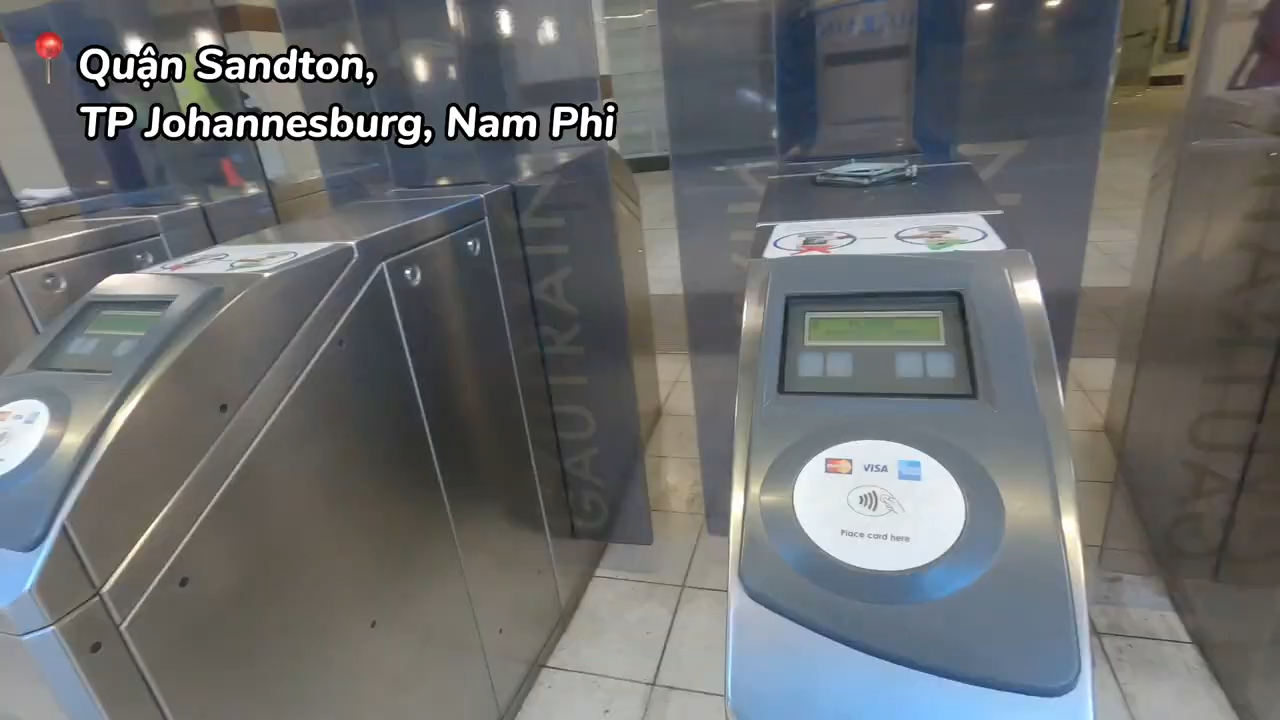 Quận Sandton,
TP Johannesburg, Nam Phi
GAUTRAIN
VISA
Place card here